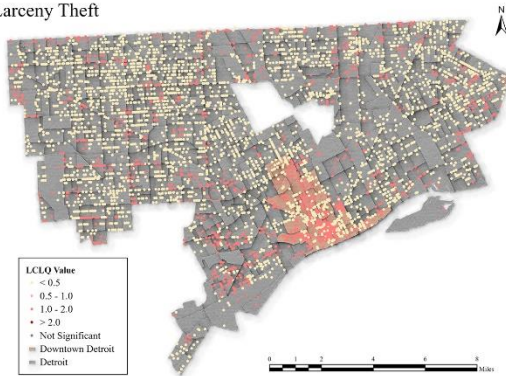 Larceny Theft
N
LCLQ Value
< 0.5
0.5 - 1.0
1.0 - 2.0
> 2.0
Not Significant
Downtown Detroit
Detroit
0 1 2 4 6 8
Miles